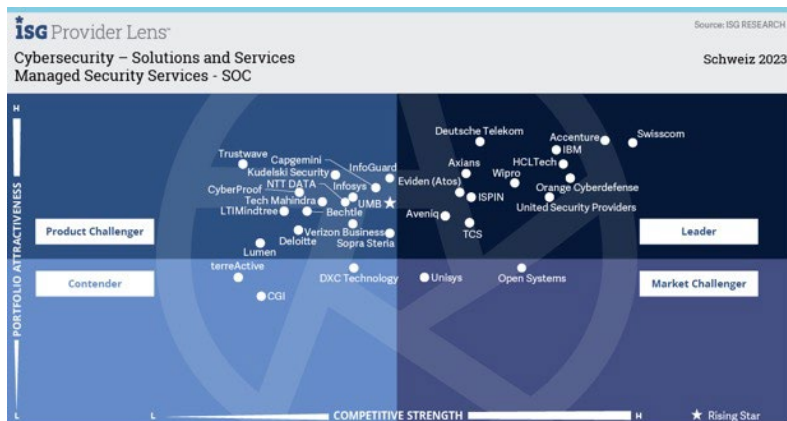 iSG Provider Lens™
Source: ISG RESEARCH
Cybersecurity – Solutions and Services
Managed Security Services - SOC
Schweiz 2023
H
PORTFOLIO ATTRACTIVENESS
L
Deutsche Telekom
Accenture
Swisscom
IBM
Trustwave
Capgemini
InfoGuard
Axians
HCLTech
Kudelski Security
Wipro
NTT DATA
Infosys
Eviden (Atos)
Orange Cyberdefense
CyberProof
Tech Mahindra
UMB
ISPIN
United Security Providers
LTIMindtree
Bechtle
Aveniq
Verizon Business
TCS
Product Challenger
Leader
Deloitte
Sopra Steria
Lumen
terreActive
DXC Technology
Unisys
Open Systems
Contender
Market Challenger
CGI
L
COMPETITIVE STRENGTH
H
Rising Star